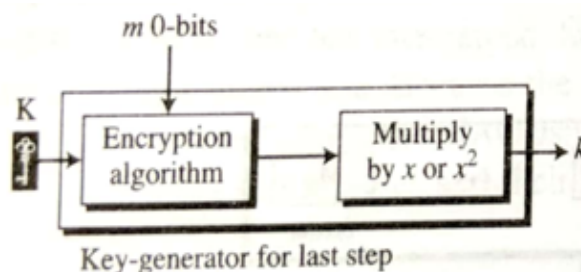 m 0-bits
K
Encryption
algorithm
Multiply
by x or x²
k
Key-generator for last step